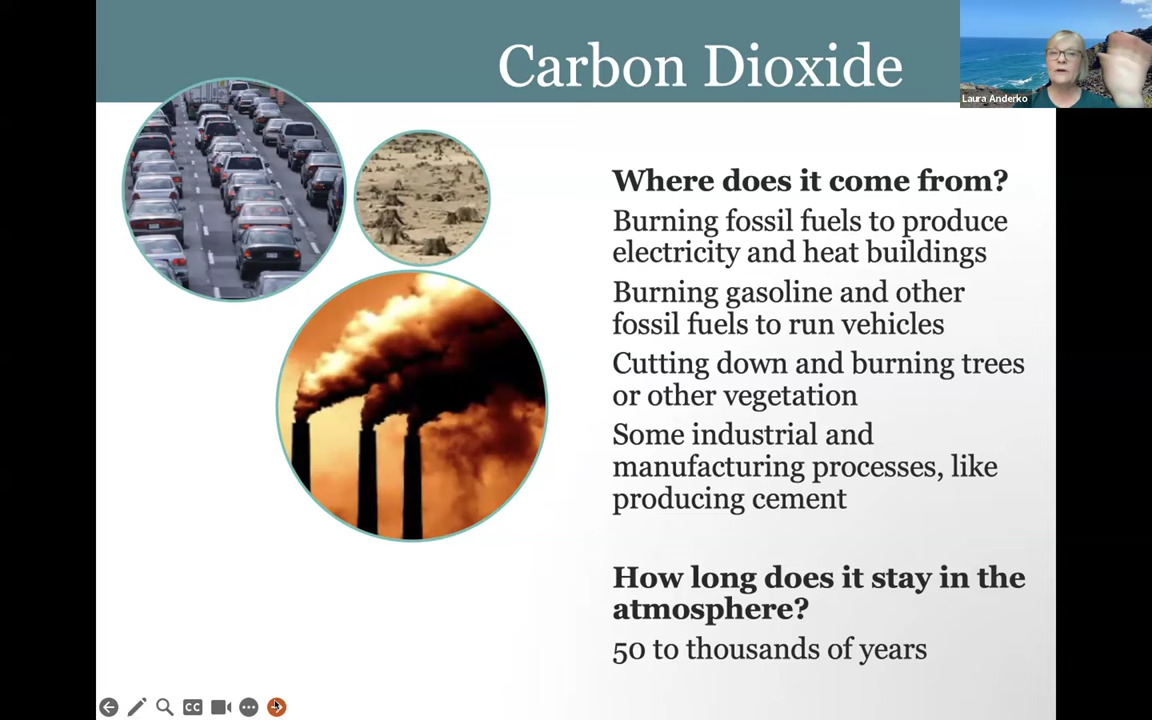 Carbon Dioxide
Laura Anderko
Where does it come from?
Burning fossil fuels to produce
electricity and heat buildings
Burning gasoline and other
fossil fuels to run vehicles
Cutting down and burning trees
or other vegetation
Some industrial and
manufacturing processes, like
producing cement
How long does it stay in the
atmosphere?
50 to thousands of years
CC